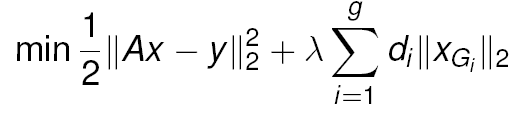 min 1/2 ‖Ax − y‖₂² + λ ∑_{i=1}^{g} d_i ‖x_{G_i}‖₂